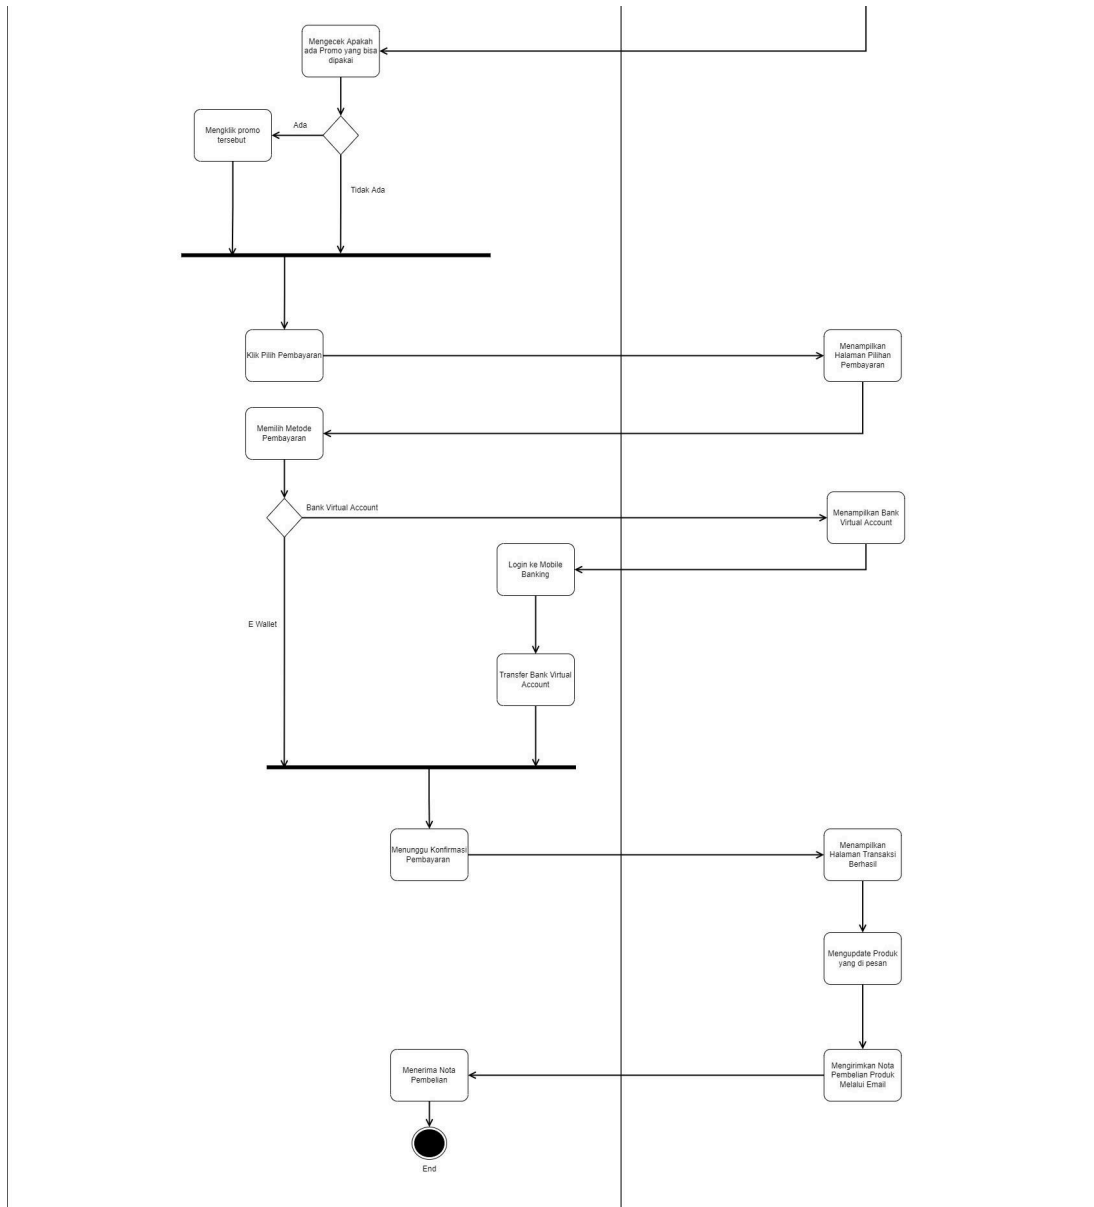 Mengecek Apakah
ada Promo yang bisa
dipakai
Ada
Mengklik promo
tersebut
Tidak Ada
Klik Pilih Pembayaran
Menampilkan
Halaman Pilihan
Pembayaran
Memilih Metode
Pembayaran
Bank Virtual Account
Menampilkan Bank
Virtual Account
Login ke Mobile
Banking
E Wallet
Transfer Bank Virtual
Account
Menunggu Konfirmasi
Pembayaran
Menampilkan
Halaman Transaksi
Berhasil
Mengupdate Produk
yang di pesan
Mengirimkan Nota
Pembelian Produk
Melalui Email
Menerima Nota
Pembelian
End